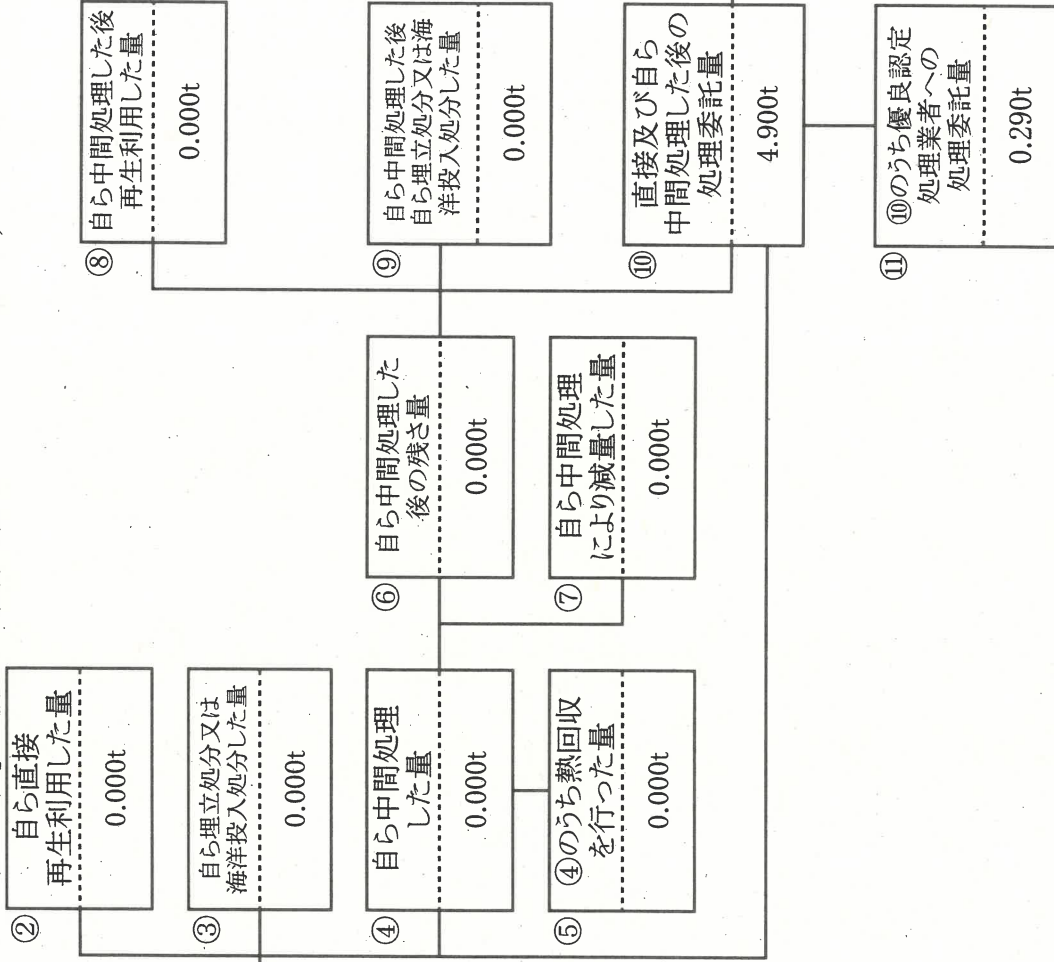 ②
自ら直接
再生利用した量
0.000t
③
自ら埋立処分又は
海洋投入処分した量
0.000t
④
自ら中間処理
した量
0.000t
⑤
④のうち熱回収
を行った量
0.000t
⑥
自ら中間処理した
後の残さ量
0.000t
⑦
自ら中間処理
により減量した量
0.000t
⑧
自ら中間処理した後
再生利用した量
0.000t
⑨
自ら中間処理した後
自ら埋立処分又は海
洋投入処分した量
0.000t
⑩
直接及び自ら
中間処理した後の
処理委託量
4.900t
⑪
⑩のうち優良認定
処理業者への
処理委託量
0.290t